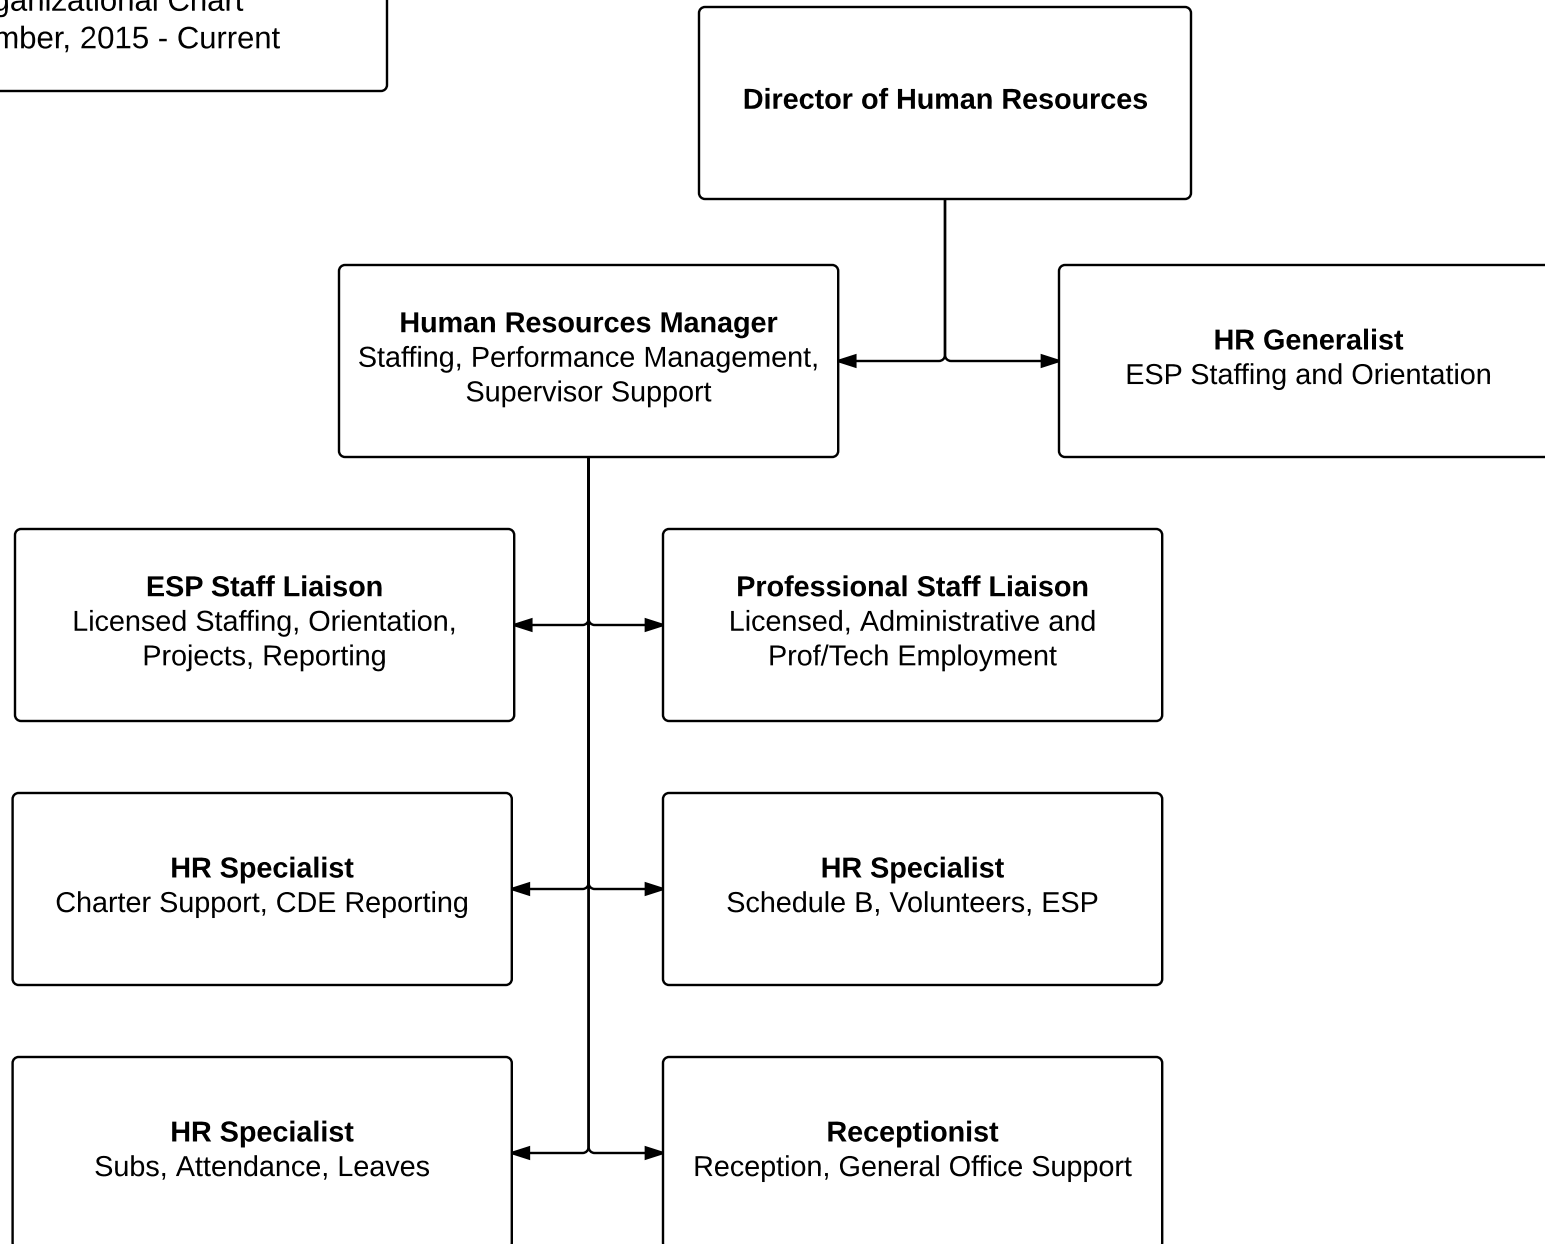 Chart
2015 - Current
Director of Human Resources
Human Resources Manager
Staffing, Performance Management,
Supervisor Support
HR Generalist
ESP Staffing and Orientation
ESP Staff Liaison
Licensed Staffing, Orientation,
Projects, Reporting
Professional Staff Liaison
Licensed, Administrative and
Prof/Tech Employment
HR Specialist
Charter Support, CDE Reporting
HR Specialist
Schedule B, Volunteers, ESP
HR Specialist
Subs, Attendance, Leaves
Receptionist
Reception, General Office Support